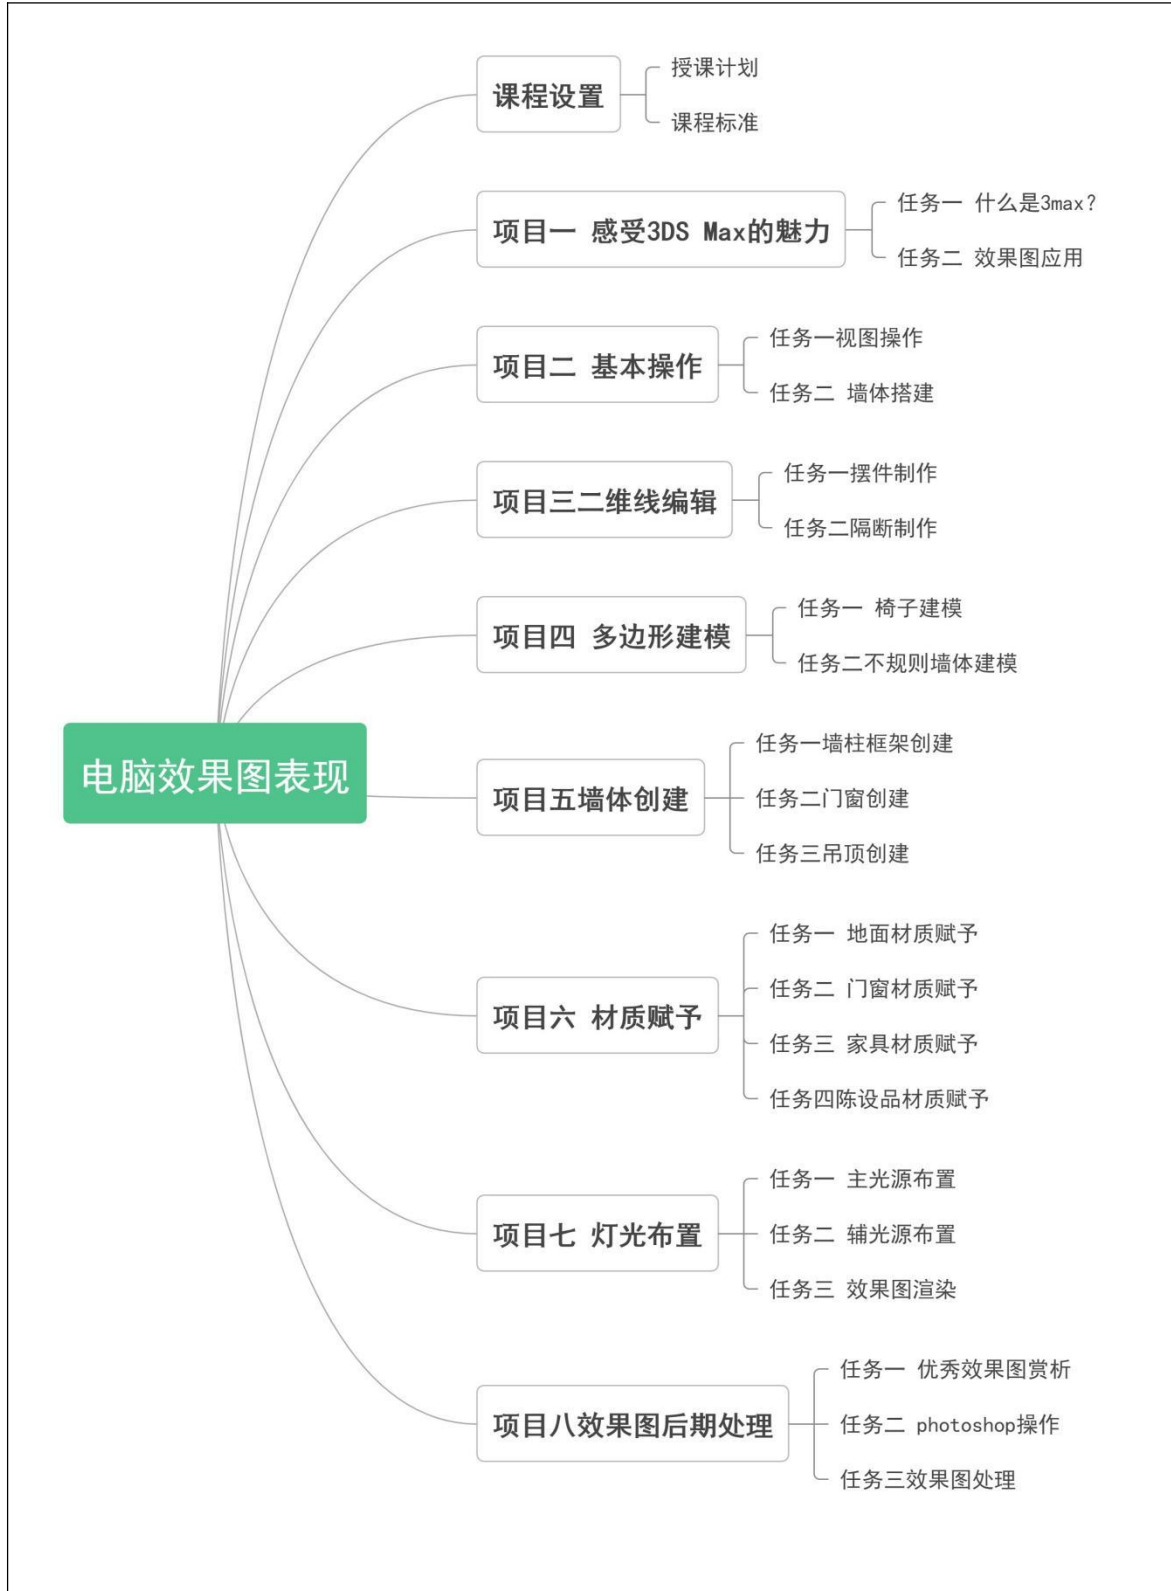 课程设置
授课计划
课程标准
项目一 感受3DS Max的魅力
任务一 什么是3max?
任务二 效果图应用
项目二 基本操作
任务一视图操作
任务二 墙体搭建
项目三二维线编辑
任务一摆件制作
任务二隔断制作
项目四 多边形建模
任务一 椅子建模
任务二不规则墙体建模
电脑效果图表现
项目五墙体创建
任务一墙柱框架创建
任务二门窗创建
任务三吊顶创建
项目六 材质赋予
任务一 地面材质赋予
任务二 门窗材质赋予
任务三 家具材质赋予
任务四陈设品材质赋予
项目七 灯光布置
任务一 主光源布置
任务二 辅光源布置
任务三 效果图渲染
项目八效果图后期处理
任务一 优秀效果图赏析
任务二 photoshop操作
任务三效果图处理